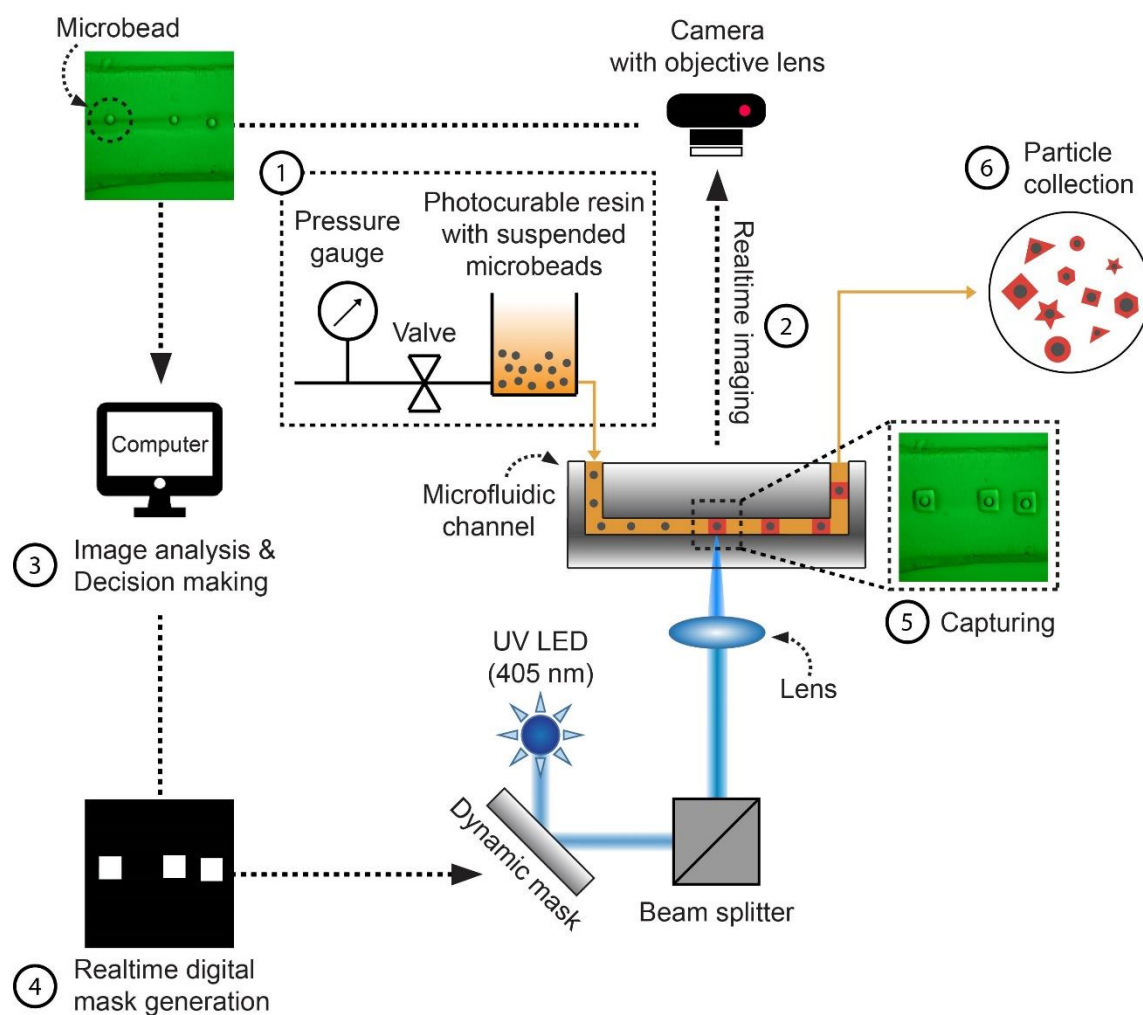 Microbead
Camera
with objective lens
1
Pressure
gauge
Valve
Photocurable resin
with suspended
microbeads
Realtime imaging
2
6
Particle
collection
Computer
3
Image analysis &
Decision making
Microfluidic
channel
5
Capturing
UV LED
(405 nm)
Lens
Dynamic mask
Beam splitter
4
Realtime digital
mask generation